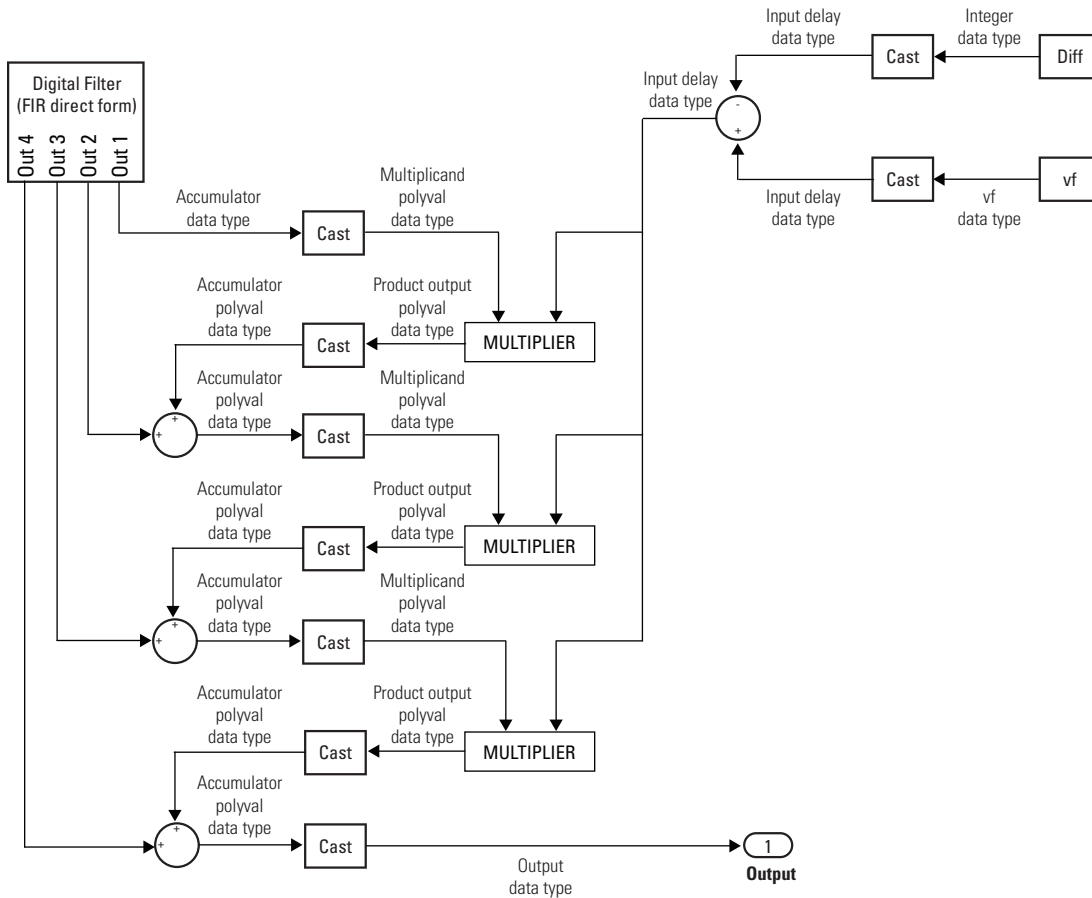 Input delay
data type
Cast
Integer
data type
Diff
Digital Filter
(FIR direct form)
Out 4
Out 3
Out 2
Out 1
Input delay
data type
-
+
Input delay
data type
Cast
vf
data type
vf
Accumulator
data type
Cast
Multiplicand
polyval
data type
Accumulator
polyval
data type
Cast
Product output
polyval
data type
MULTIPLIER
+
+
Accumulator
polyval
data type
Cast
Multiplicand
polyval
data type
Accumulator
polyval
data type
Cast
Product output
polyval
data type
MULTIPLIER
+
+
Accumulator
polyval
data type
Cast
Multiplicand
polyval
data type
Accumulator
polyval
data type
Cast
Product output
polyval
data type
MULTIPLIER
+
+
Accumulator
polyval
data type
Cast
Output
data type
1
Output